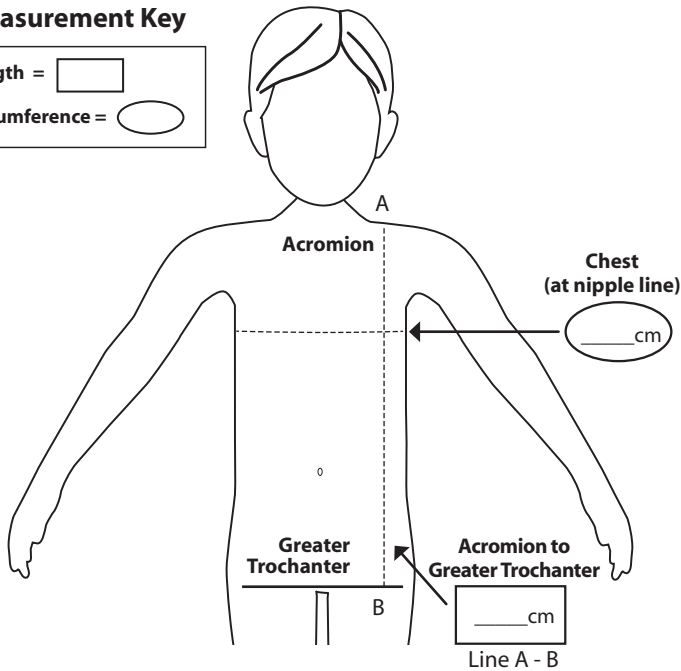 asurement Key
gth =
umference =
A
Acromion
Chest
(at nipple line)
_____cm
Greater
Trochanter
Acromion to
Greater Trochanter
B
_____cm
Line A - B